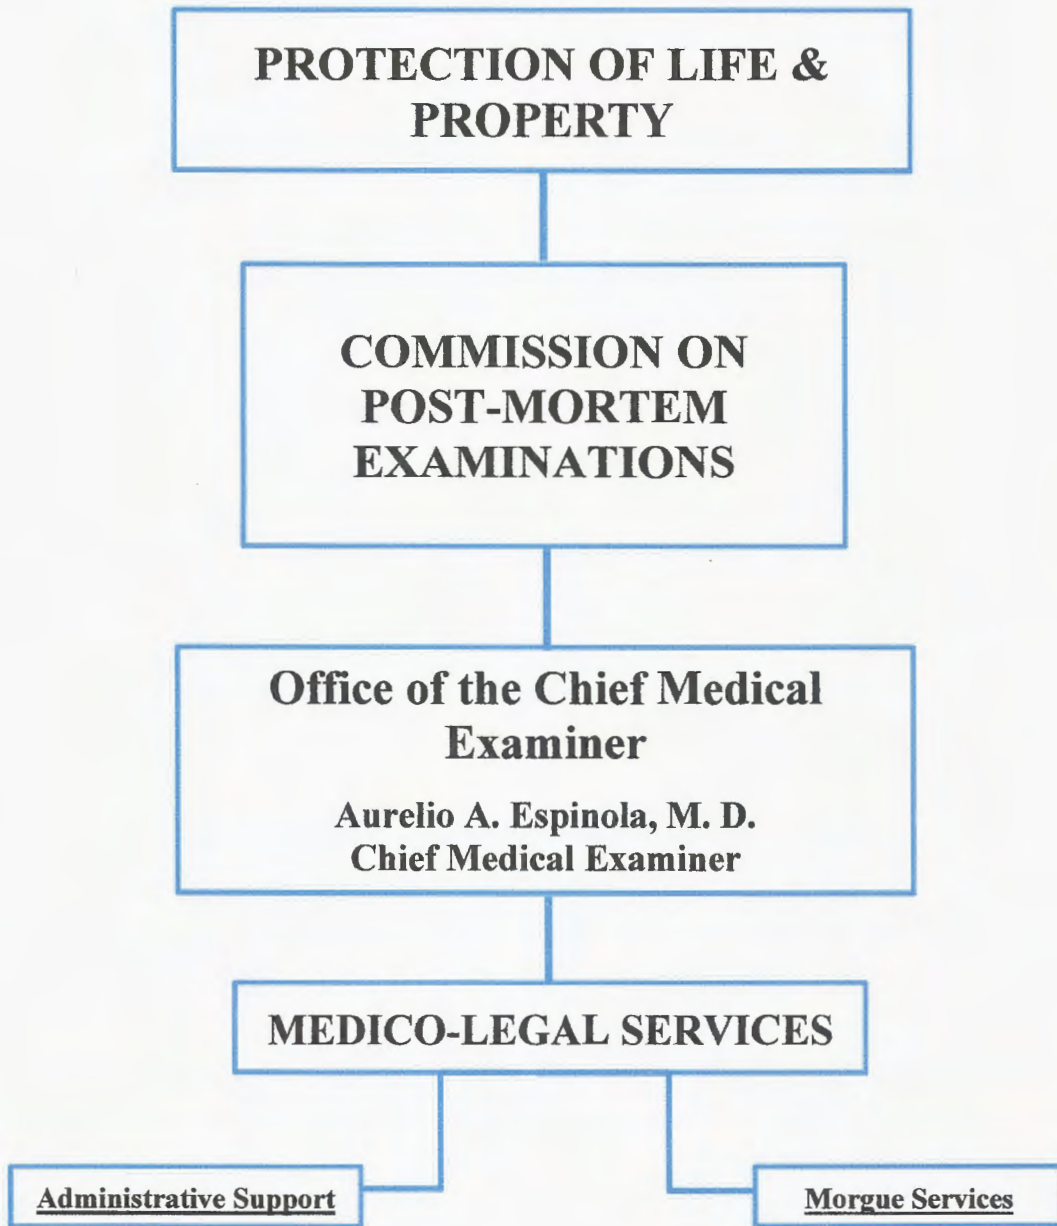 PROTECTION OF LIFE &
PROPERTY
COMMISSION ON
POST-MORTEM
EXAMINATIONS
Office of the Chief Medical
Examiner
Aurelio A. Espinola, M. D.
Chief Medical Examiner
MEDICO-LEGAL SERVICES
Administrative Support
Morgue Services